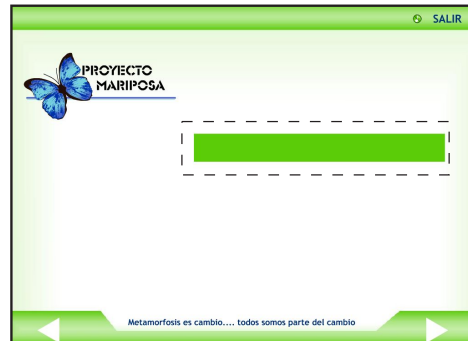 SALIR
PROYECTO
MARIPOSA
Metamorfosis es cambio.... todos somos parte del cambio